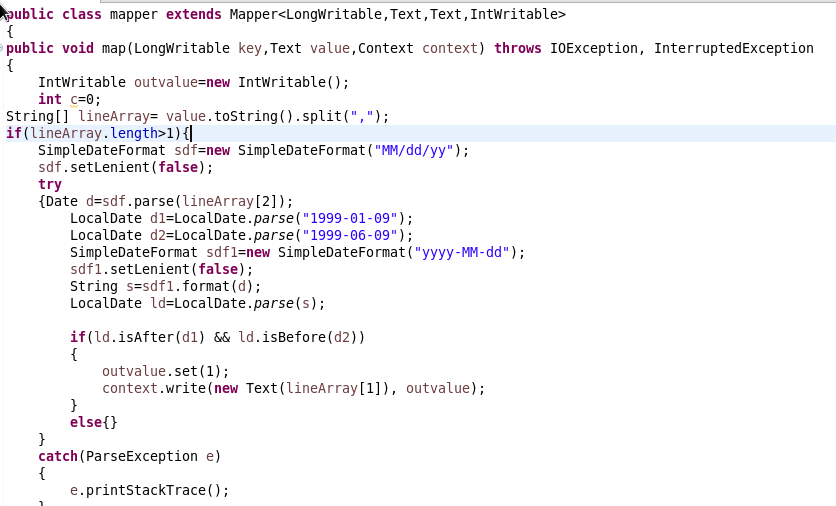 public class mapper extends Mapper<LongWritable,Text,Text,IntWritable>
{
public void map(LongWritable key,Text value,Context context) throws IOException, InterruptedException
{
    IntWritable outvalue=new IntWritable();
    int c=0;
String[] lineArray= value.toString().split(",");
if(lineArray.length>1){
    SimpleDateFormat sdf=new SimpleDateFormat("MM/dd/yy");
    sdf.setLenient(false);
    try
    {Date d=sdf.parse(lineArray[2]);
        LocalDate d1=LocalDate.parse("1999-01-09");
        LocalDate d2=LocalDate.parse("1999-06-09");
        SimpleDateFormat sdf1=new SimpleDateFormat("yyyy-MM-dd");
        sdf1.setLenient(false);
        String s=sdf1.format(d);
        LocalDate ld=LocalDate.parse(s);

        if(ld.isAfter(d1) && ld.isBefore(d2))
        {
            outvalue.set(1);
            context.write(new Text(lineArray[1]), outvalue);
        }
        else{}
    }
    catch(ParseException e)
    {
        e.printStackTrace();
    }